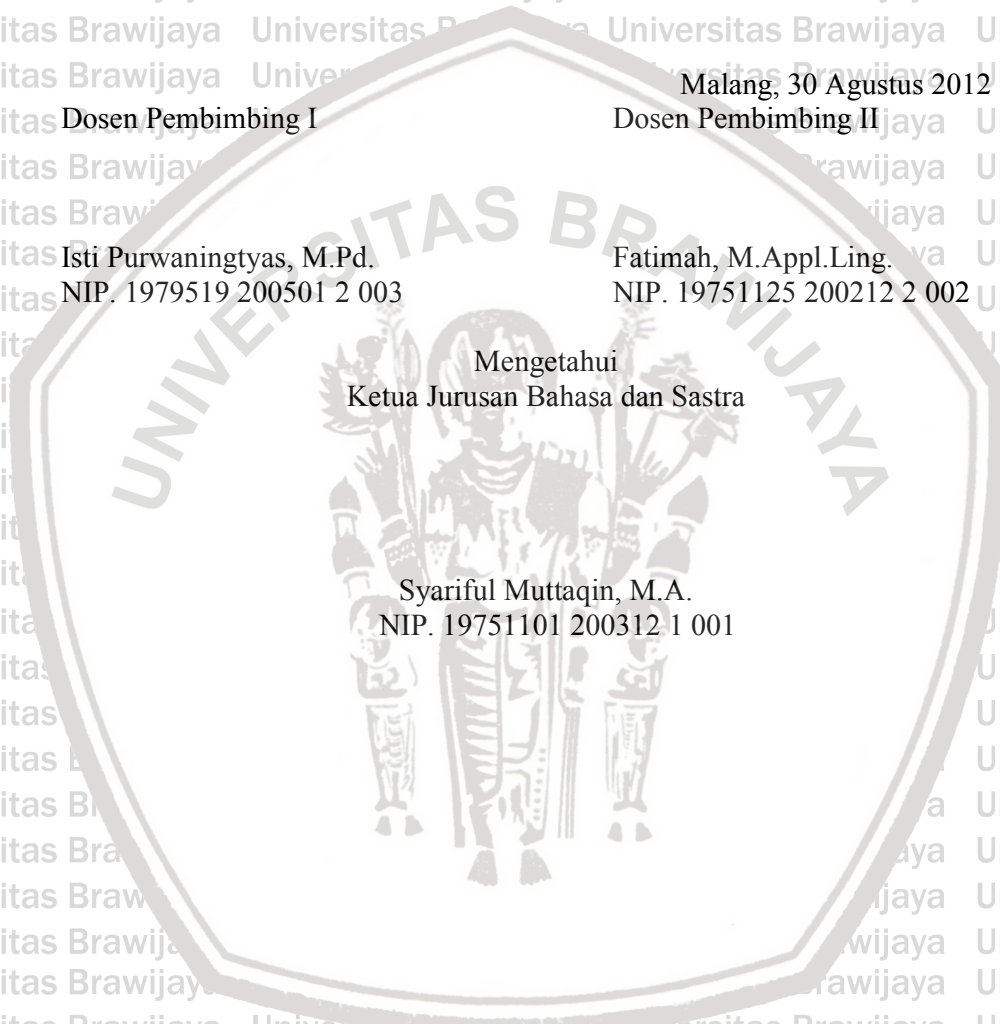 Malang, 30 Agustus 2012
Dosen Pembimbing I Dosen Pembimbing II
Isti Purwaningtyas, M.Pd. Fatimah, M.Appl.Ling.
NIP. 1979519 200501 2 003 NIP. 19751125 200212 2 002
Mengetahui
Ketua Jurusan Bahasa dan Sastra
Syariful Muttaqin, M.A.
NIP. 19751101 200312 1 001
UNIVERSITAS BRAWIJAYA